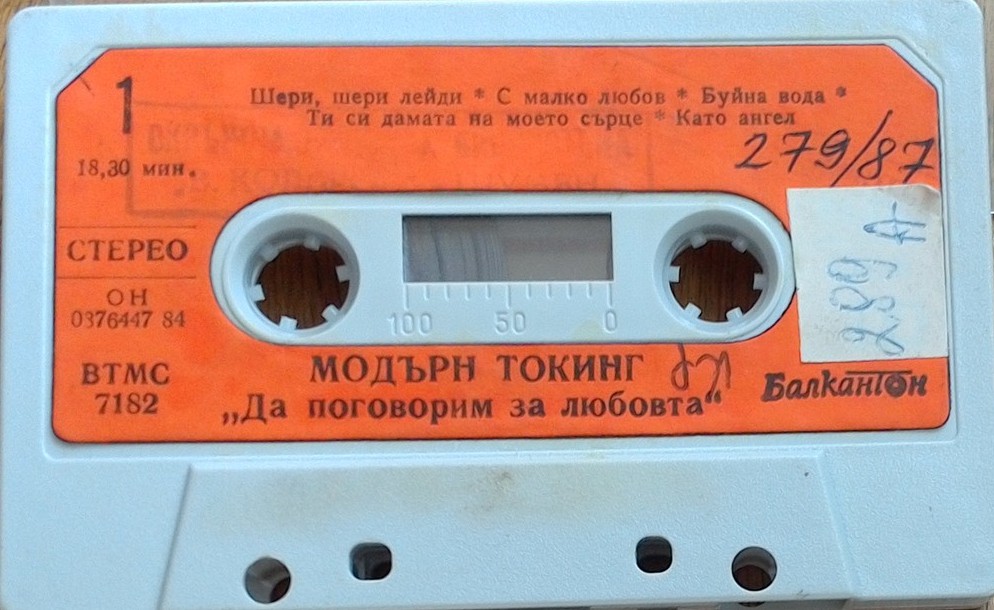 1
Шери, шери лейди * С малко любов * Буйна вода *
Ти си дамата на моето сърце * Като ангел
279/87
18,30 мин.
СТЕРЕО
ОН
0376447 84
289 А
100 50 0
ВТМС
7182
МОДЪРН ТОКИНГ
„Да поговорим за любовта“
Балкантон